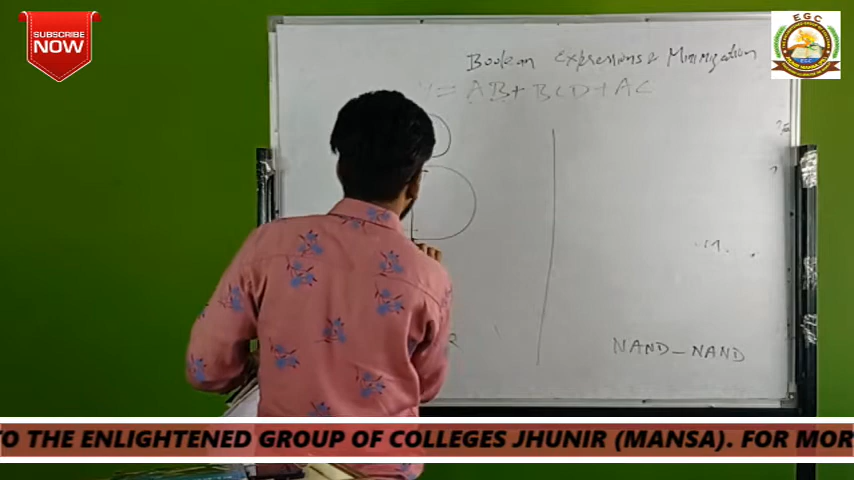 SUBSCRIBE
NOW
EGC
EGC
Boolean Expressions & Minimization
Y = AB + BCD + AC
NAND - NAND
TO THE ENLIGHTENED GROUP OF COLLEGES JHUNIR (MANSA). FOR MOR